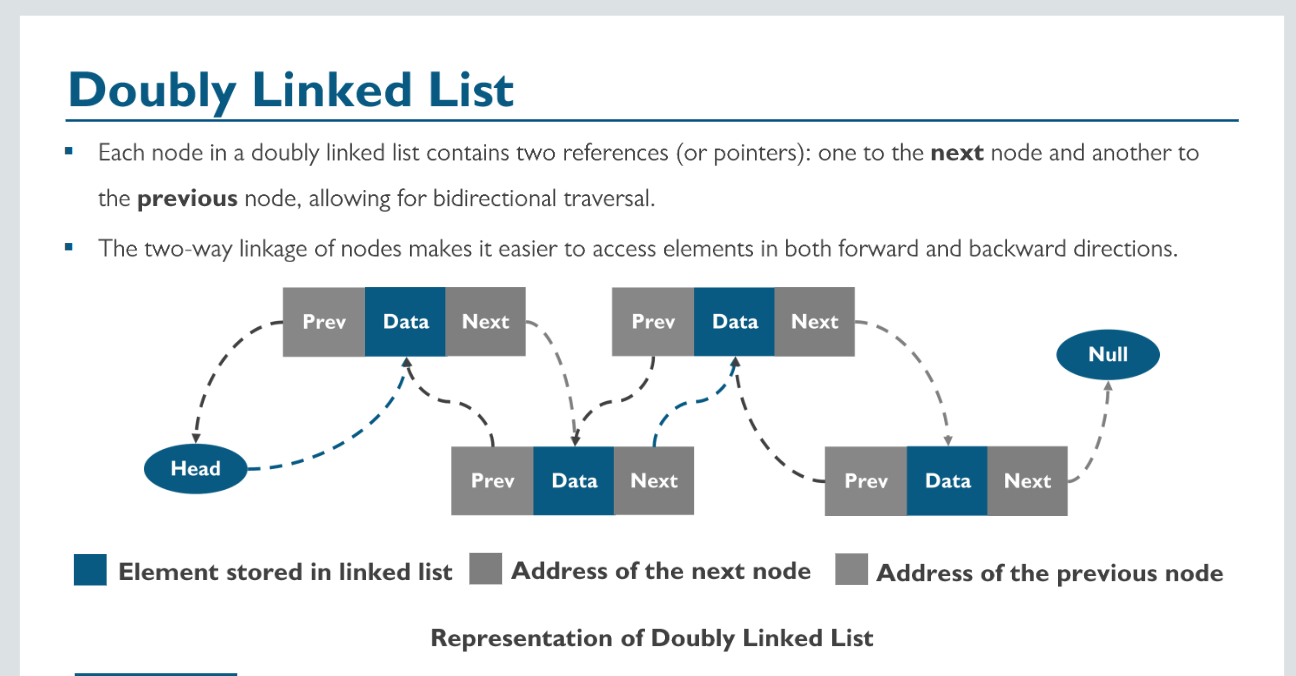 Doubly Linked List
▪ Each node in a doubly linked list contains two references (or pointers): one to the next node and another to
the previous node, allowing for bidirectional traversal.
▪ The two-way linkage of nodes makes it easier to access elements in both forward and backward directions.
Prev Data Next
Prev Data Next
Null
Head
Prev Data Next
Prev Data Next
Element stored in linked list
Address of the next node
Address of the previous node
Representation of Doubly Linked List